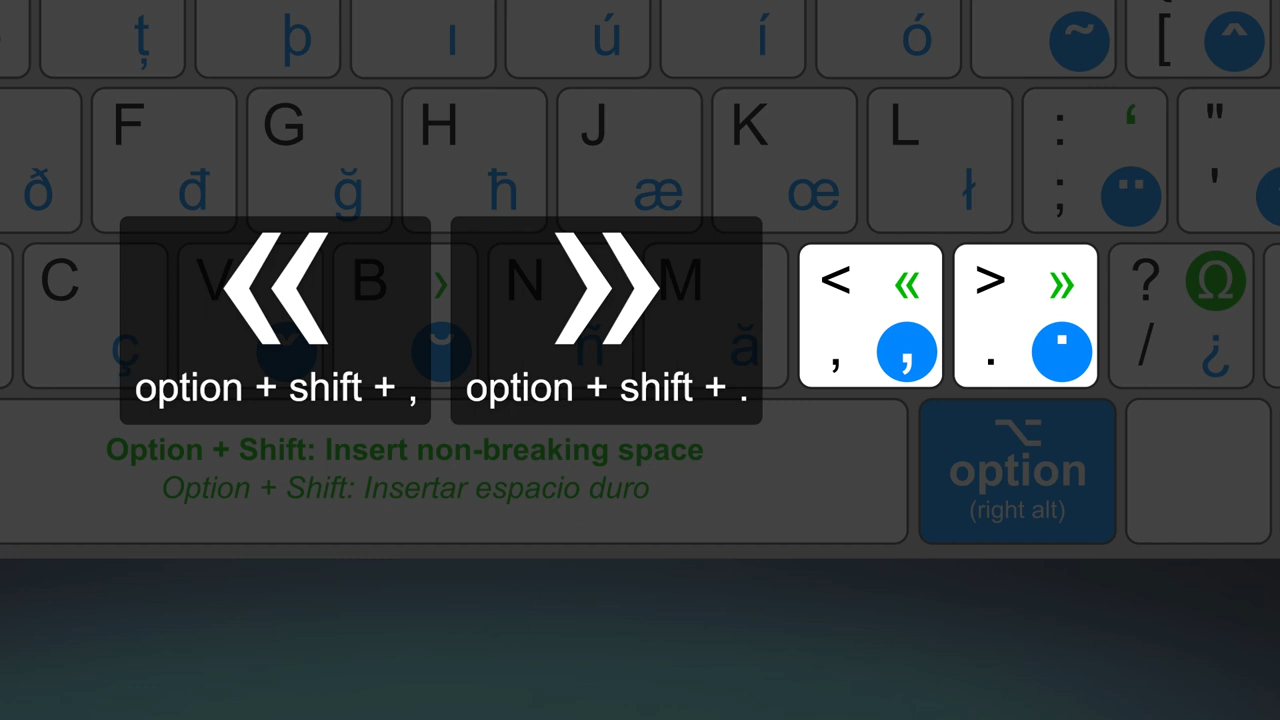 ț þ ı ú í ó ~ [ ^
F G H J K L : ‘ "
ð đ ğ ħ æ œ ł ; ¨ '
« »
C V B › N M < « > » ? Ω
ç ˇ ˘ ñ ă , , . ˙ / ¿
option + shift + , option + shift + .
Option + Shift: Insert non-breaking space
Option + Shift: Insertar espacio duro
⌥
option
(right alt)